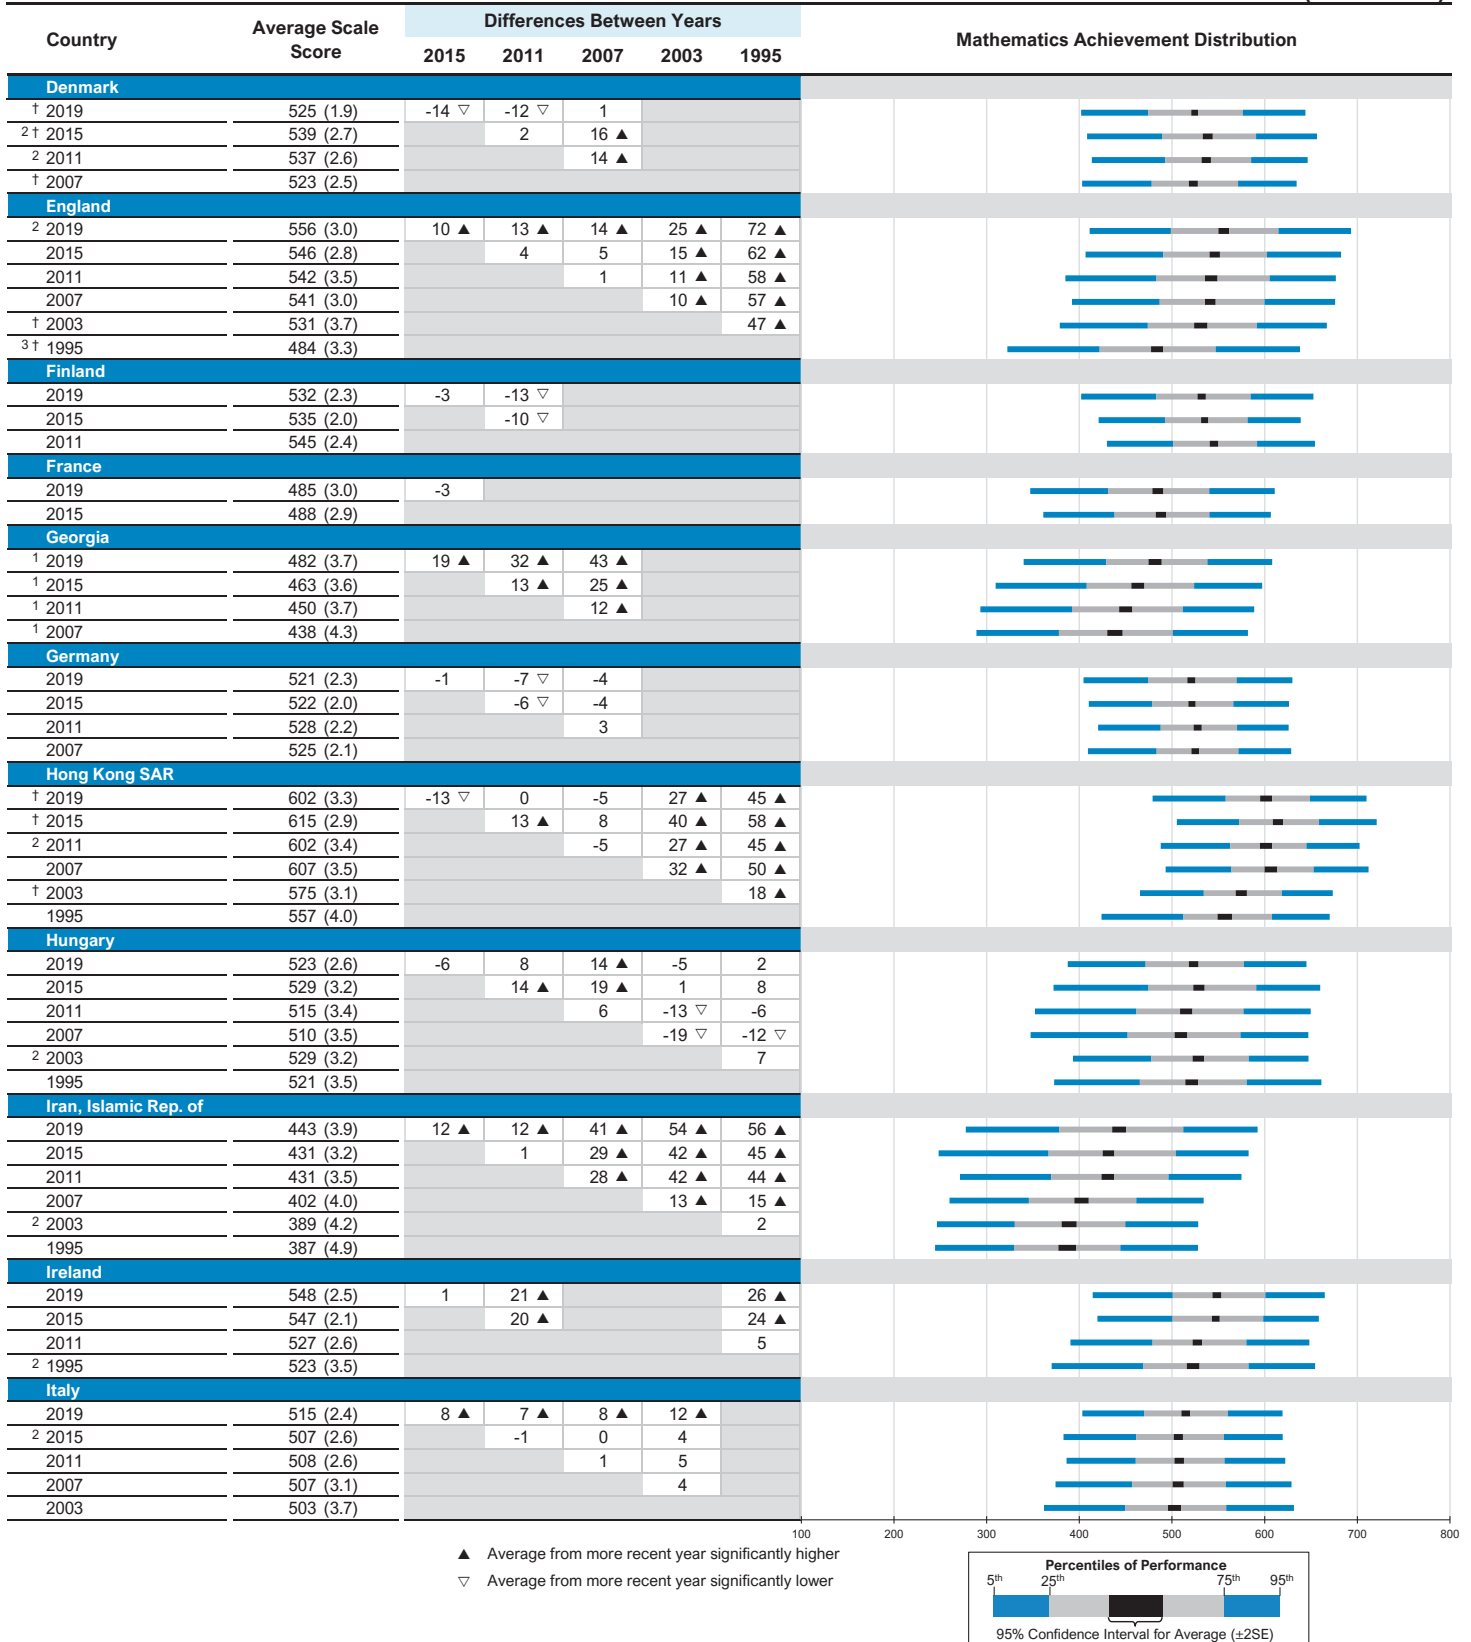 Country Average Scale Score Differences Between Years Mathematics Achievement Distribution
2015 2011 2007 2003 1995
Denmark
† 2019 525 (1.9) -14 ▽ -12 ▽ 1
2 † 2015 539 (2.7) 2 16 ▲
2 2011 537 (2.6) 14 ▲
† 2007 523 (2.5)
England
2 2019 556 (3.0) 10 ▲ 13 ▲ 14 ▲ 25 ▲ 72 ▲
2015 546 (2.8) 4 5 15 ▲ 62 ▲
2011 542 (3.5) 1 11 ▲ 58 ▲
2007 541 (3.0) 10 ▲ 57 ▲
† 2003 531 (3.7) 47 ▲
3 † 1995 484 (3.3)
Finland
2019 532 (2.3) -3 -13 ▽
2015 535 (2.0) -10 ▽
2011 545 (2.4)
France
2019 485 (3.0) -3
2015 488 (2.9)
Georgia
1 2019 482 (3.7) 19 ▲ 32 ▲ 43 ▲
1 2015 463 (3.6) 13 ▲ 25 ▲
1 2011 450 (3.7) 12 ▲
1 2007 438 (4.3)
Germany
2019 521 (2.3) -1 -7 ▽ -4
2015 522 (2.0) -6 ▽ -4
2011 528 (2.2) 3
2007 525 (2.1)
Hong Kong SAR
† 2019 602 (3.3) -13 ▽ 0 -5 27 ▲ 45 ▲
† 2015 615 (2.9) 13 ▲ 8 40 ▲ 58 ▲
2 2011 602 (3.4) -5 27 ▲ 45 ▲
2007 607 (3.5) 32 ▲ 50 ▲
† 2003 575 (3.1) 18 ▲
1995 557 (4.0)
Hungary
2019 523 (2.6) -6 8 14 ▲ -5 2
2015 529 (3.2) 14 ▲ 19 ▲ 1 8
2011 515 (3.4) 6 -13 ▽ -6
2007 510 (3.5) -19 ▽ -12 ▽
2 2003 529 (3.2) 7
1995 521 (3.5)
Iran, Islamic Rep. of
2019 443 (3.9) 12 ▲ 12 ▲ 41 ▲ 54 ▲ 56 ▲
2015 431 (3.2) 1 29 ▲ 42 ▲ 45 ▲
2011 431 (3.5) 28 ▲ 42 ▲ 44 ▲
2007 402 (4.0) 13 ▲ 15 ▲
2 2003 389 (4.2) 2
1995 387 (4.9)
Ireland
2019 548 (2.5) 1 21 ▲ 26 ▲
2015 547 (2.1) 20 ▲ 24 ▲
2011 527 (2.6) 5
2 1995 523 (3.5)
Italy
2019 515 (2.4) 8 ▲ 7 ▲ 8 ▲ 12 ▲
2 2015 507 (2.6) -1 0 4
2011 508 (2.6) 1 5
2007 507 (3.1) 4
2003 503 (3.7)
100 200 300 400 500 600 700 800
▲ Average from more recent year significantly higher
▽ Average from more recent year significantly lower
Percentiles of Performance
5th 25th 75th 95th
95% Confidence Interval for Average (±2SE)